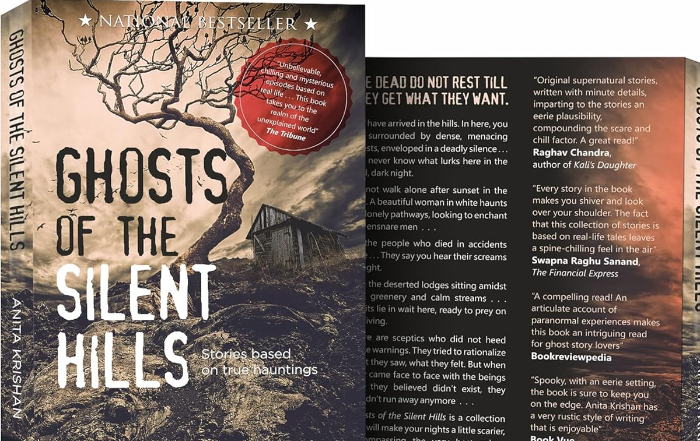 ★ NATIONAL BESTSELLER ★
"Unbelievable,
chilling and mysterious
episodes based on
real life . . . This book
takes you to the
realm of the
unexplained world"
The Tribune
GHOSTS
OF THE
SILENT
HILLS
Stories based
on true hauntings
GHOSTS OF THE SILENT HILLS
ANITA KRISHAN
E DEAD DO NOT REST TILL
EY GET WHAT THEY WANT.
have arrived in the hills. In here, you
surrounded by dense, menacing
sts, enveloped in a deadly silence . . .
never know what lurks here in the
l, dark night.
not walk alone after sunset in the
A beautiful woman in white haunts
onely pathways, looking to enchant
ensnare men . . .
the people who died in accidents
. . . They say you hear their screams
ght.
the deserted lodges sitting amidst
greenery and calm streams . . .
its lie in wait here, ready to prey on
iving.
re are sceptics who did not heed
e warnings. They tried to rationalize
t they saw, what they felt. But when
came face to face with the beings
they believed didn't exist, they
dn't run away anymore . . .
sts of the Silent Hills is a collection
will make your nights a little scarier,
"Original supernatural stories,
written with minute details,
imparting to the stories an
eerie plausibility,
compounding the scare and
chill factor. A great read!"
Raghav Chandra,
author of Kali's Daughter
"Every story in the book
makes you shiver and look
over your shoulder. The fact
that this collection of stories is
based on real-life tales leaves
a spine-chilling feel in the air"
Swapna Raghu Sanand,
The Financial Express
"A compelling read! An
articulate account of
paranormal experiences makes
this book an intriguing read
for ghost story lovers"
Bookreviewpedia
"Spooky, with an eerie setting,
the book is sure to keep you
on the edge. Anita Krishan has
a very rustic style of writing
that is enjoyable"
Book Vue